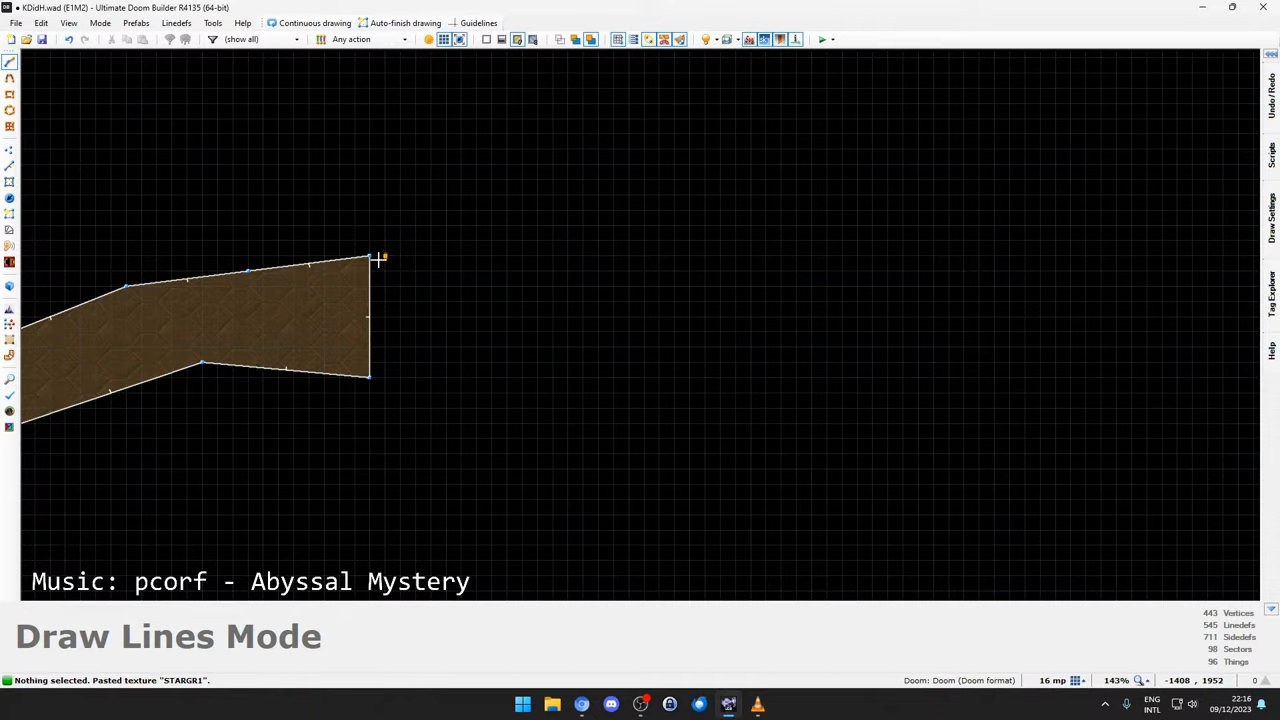 KDidH.wad (E1M2) - Ultimate Doom Builder R4135 (64-bit)
File Edit View Mode Prefabs Linedefs Tools Help Continuous drawing Auto-finish drawing Guidelines
(show all) Any action
Undo / Redo
Scripts
Draw Settings
Tag Explorer
Help
Music: pcorf - Abyssal Mystery
Draw Lines Mode
443 Vertices
545 Linedefs
711 Sidedefs
98 Sectors
96 Things
Nothing selected. Pasted texture "STARGR1". Doom: Doom (Doom format) 16 mp 143% -1408 , 1952 0
ENG
INTL
22:16
09/12/2023